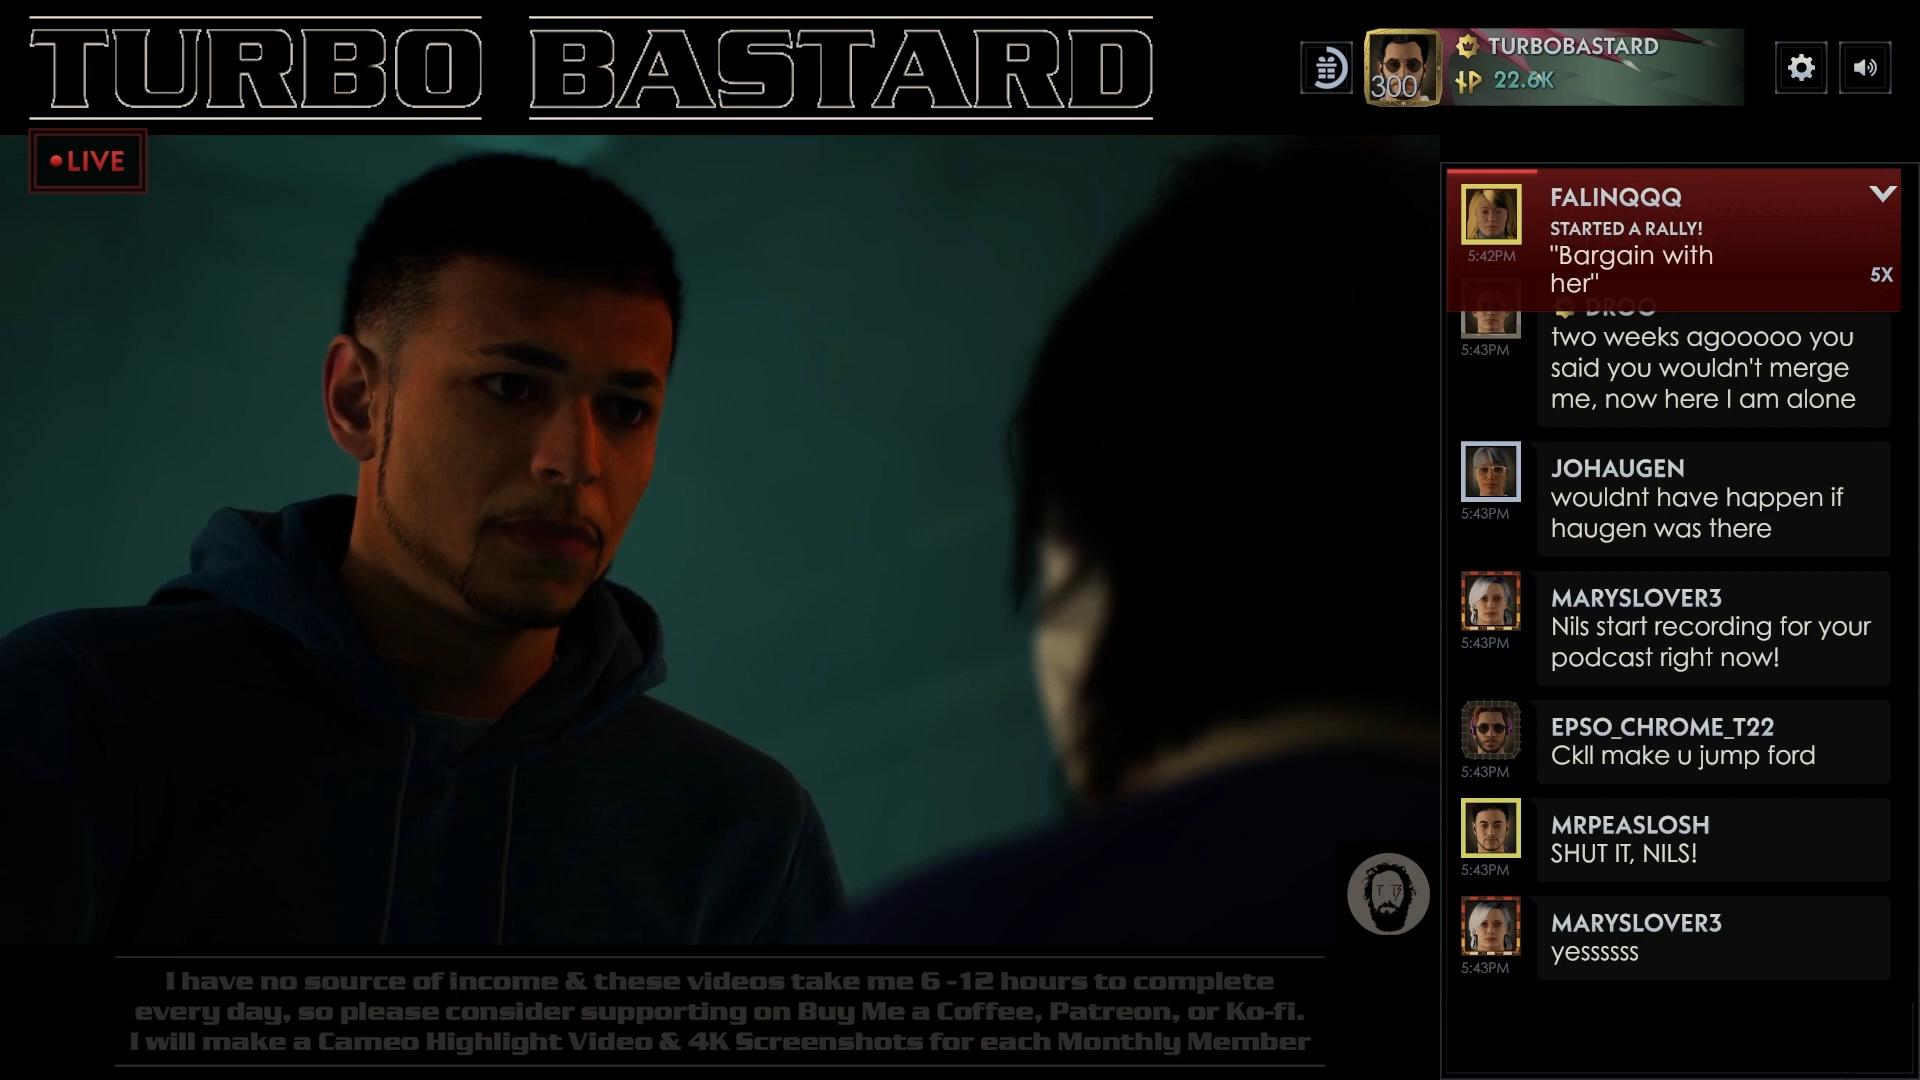 TURBO BASTARD
300
TURBOBASTARD
22.6K
LIVE
FALINQQQ
STARTED A RALLY!
5:42PM
"Bargain with
her"
5X
DROO
5:43PM
two weeks agooooo you
said you wouldn't merge
me, now here I am alone
JOHAUGEN
wouldnt have happen if
haugen was there
5:43PM
MARYSLOVER3
Nils start recording for your
podcast right now!
5:43PM
EPSO_CHROME_T22
Ckll make u jump ford
5:43PM
MRPEASLOSH
SHUT IT, NILS!
5:43PM
MARYSLOVER3
yessssss
5:43PM
I have no source of income & these videos take me 6 -12 hours to complete
every day, so please consider supporting on Buy Me a Coffee, Patreon, or Ko-fi.
I will make a Cameo Highlight Video & 4K Screenshots for each Monthly Member